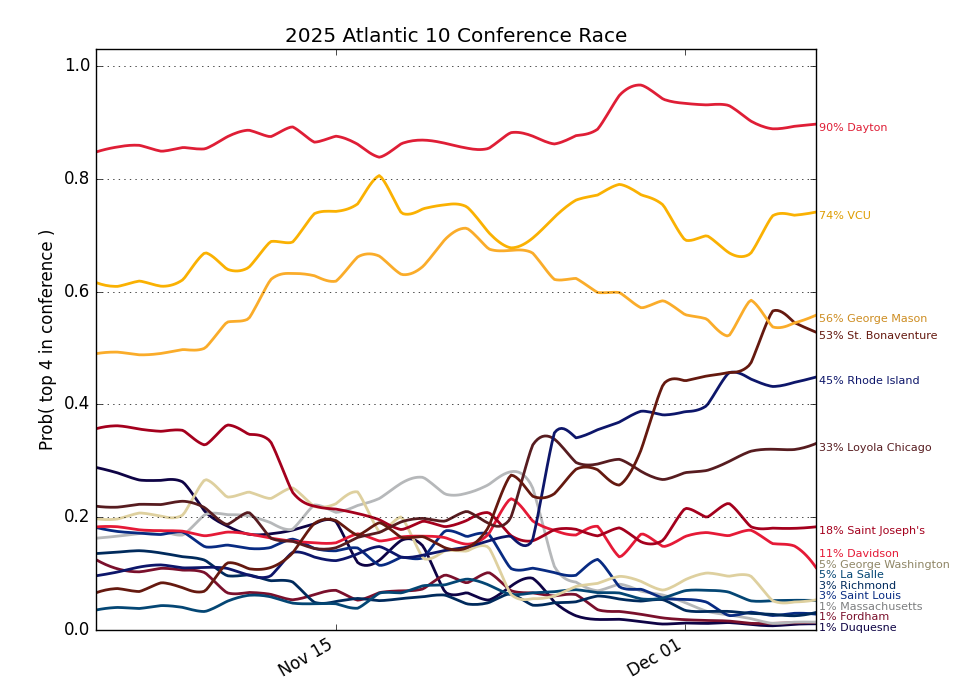 2025 Atlantic 10 Conference Race
Prob( top 4 in conference )
1.0
0.8
0.6
0.4
0.2
0.0
Nov 15
Dec 01
90% Dayton
74% VCU
56% George Mason
53% St. Bonaventure
45% Rhode Island
33% Loyola Chicago
18% Saint Joseph's
11% Davidson
5% George Washington
5% La Salle
3% Richmond
3% Saint Louis
1% Massachusetts
1% Fordham
1% Duquesne